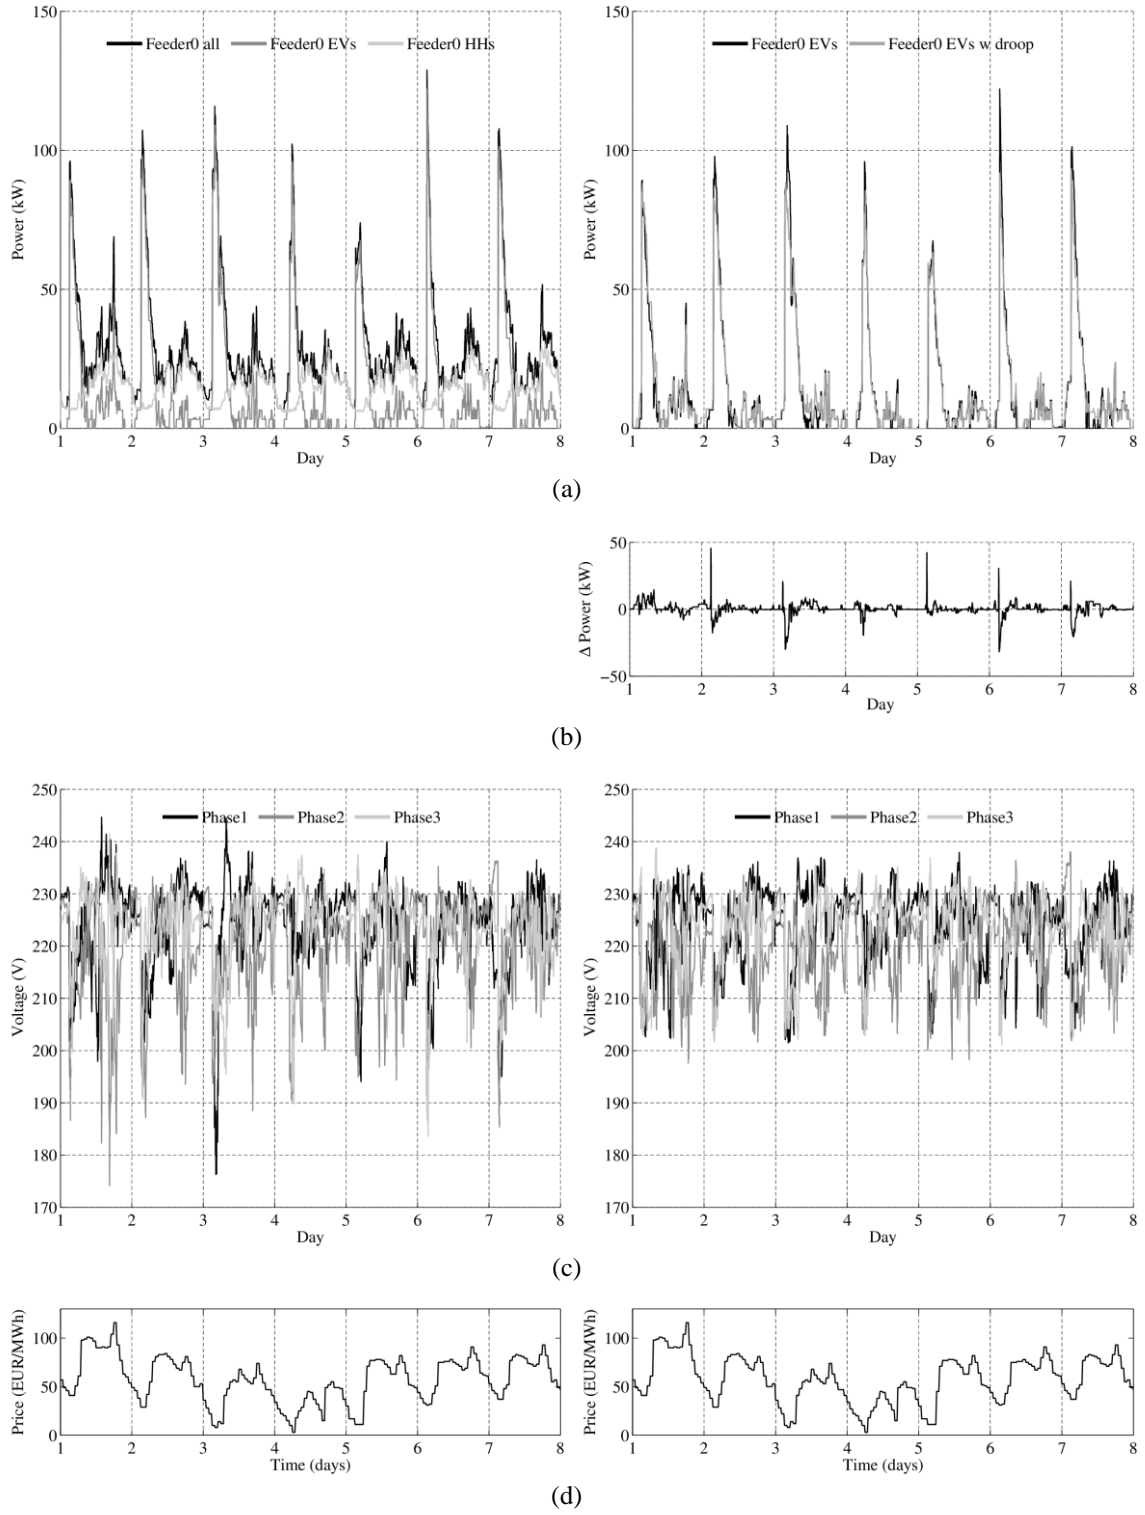 150
100
50
0
Power (kW)
Feeder0 all Feeder0 EVs Feeder0 HHs
1 2 3 4 5 6 7 8
Day
150
100
50
0
Power (kW)
Feeder0 EVs Feeder0 EVs w droop
1 2 3 4 5 6 7 8
Day
(a)
50
0
−50
Δ Power (kW)
1 2 3 4 5 6 7 8
Day
(b)
250
240
230
220
210
200
190
180
170
Voltage (V)
Phase1 Phase2 Phase3
1 2 3 4 5 6 7 8
Day
250
240
230
220
210
200
190
180
170
Voltage (V)
Phase1 Phase2 Phase3
1 2 3 4 5 6 7 8
Day
(c)
100
50
0
Price (EUR/MWh)
1 2 3 4 5 6 7 8
Time (days)
100
50
0
Price (EUR/MWh)
1 2 3 4 5 6 7 8
Time (days)
(d)